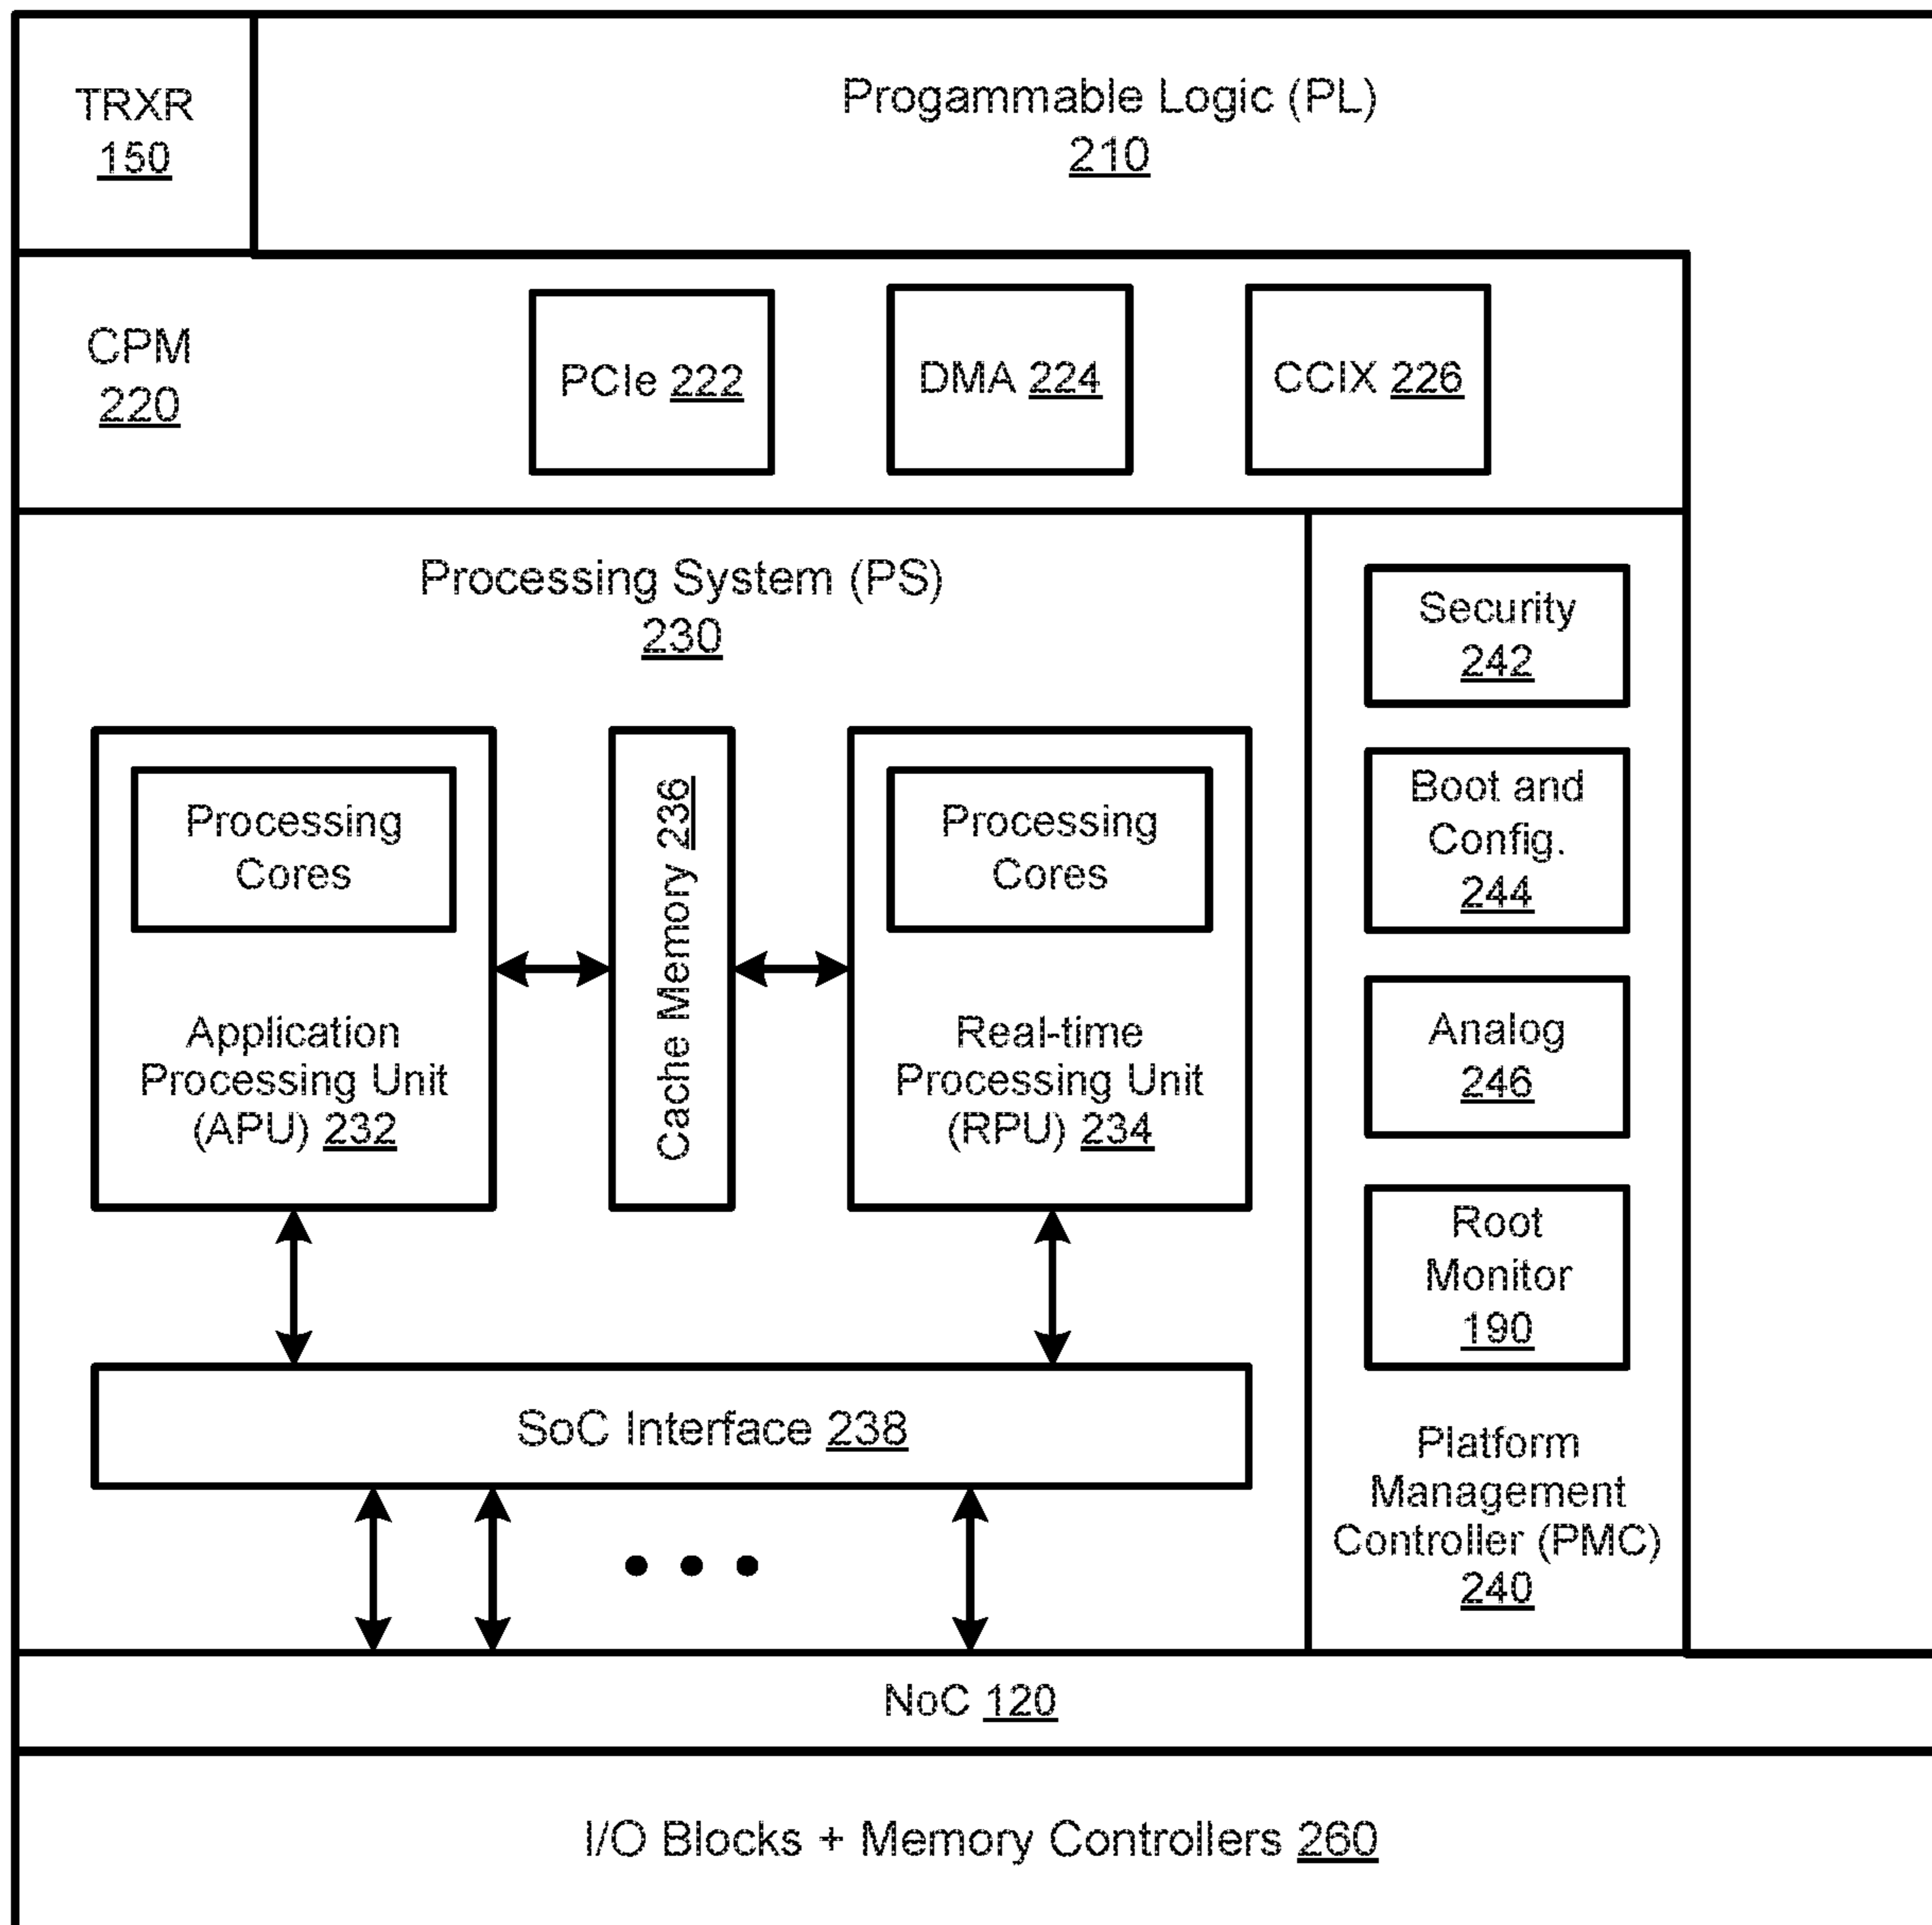 TRXR
150
Progammable Logic (PL)
210
CPM
220
PCIe 222
DMA 224
CCIX 226
Processing System (PS)
230
Processing
Cores
Application
Processing Unit
(APU) 232
Cache Memory 236
Processing
Cores
Real-time
Processing Unit
(RPU) 234
SoC Interface 238
Security
242
Boot and
Config.
244
Analog
246
Root
Monitor
190
Platform
Management
Controller (PMC)
240
NoC 120
I/O Blocks + Memory Controllers 260